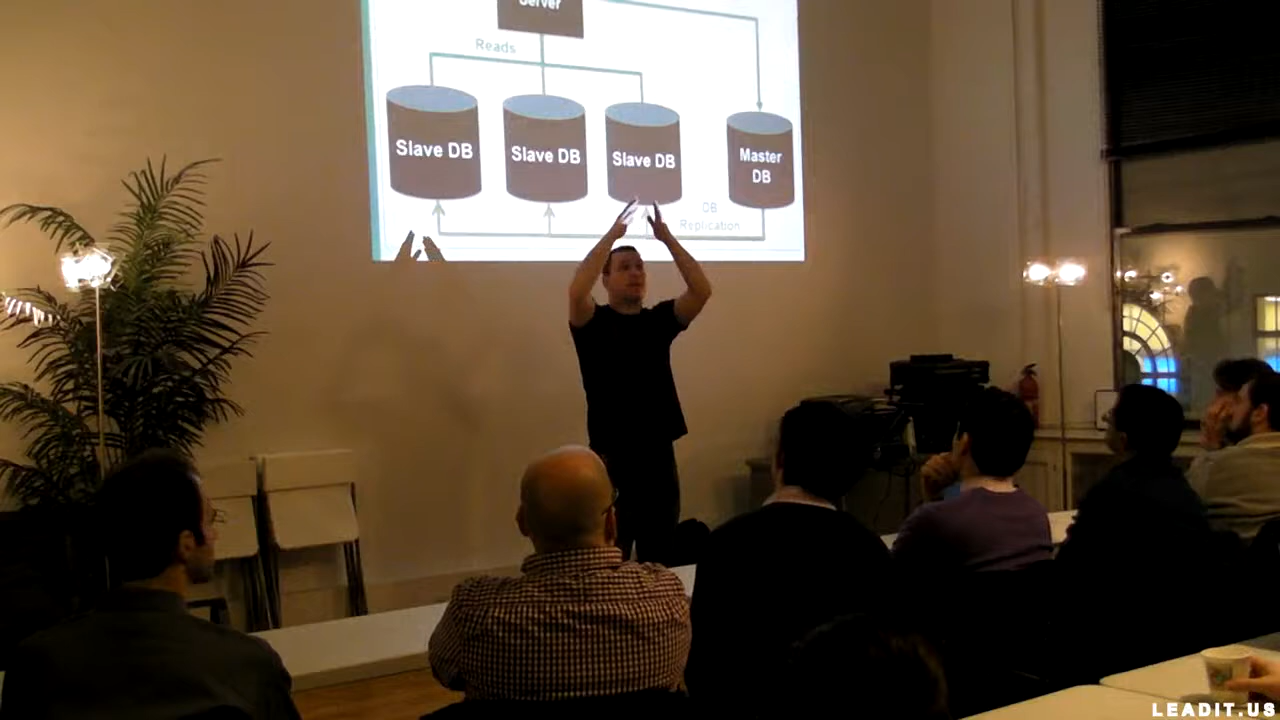 Server
Reads
Slave DB
Slave DB
Slave DB
Master
DB
DB
Replication
LEADIT.US